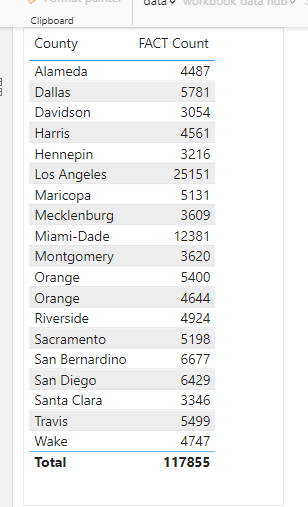 Format painter
data workbook data hub
Clipboard
County FACT Count
Alameda 4487
Dallas 5781
Davidson 3054
Harris 4561
Hennepin 3216
Los Angeles 25151
Maricopa 5131
Mecklenburg 3609
Miami-Dade 12381
Montgomery 3620
Orange 5400
Orange 4644
Riverside 4924
Sacramento 5198
San Bernardino 6677
San Diego 6429
Santa Clara 3346
Travis 5499
Wake 4747
Total 117855